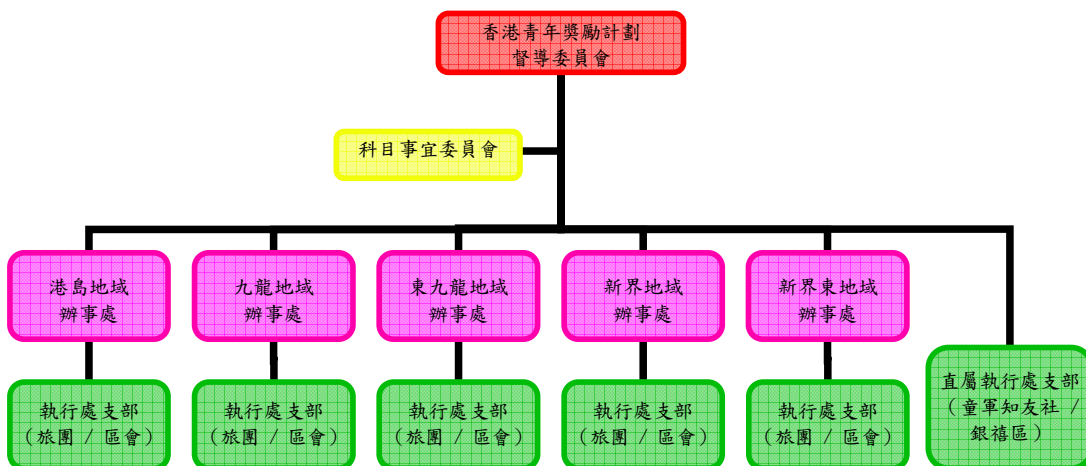 香港青年獎勵計劃
督導委員會
科目事宜委員會
港島地域
辦事處
九龍地域
辦事處
東九龍地域
辦事處
新界地域
辦事處
新界東地域
辦事處
執行處支部
（旅團 / 區會）
執行處支部
（旅團 / 區會）
執行處支部
（旅團 / 區會）
執行處支部
（旅團 / 區會）
執行處支部
（旅團 / 區會）
直屬執行處支部
（童軍知友社 /
銀禧區）